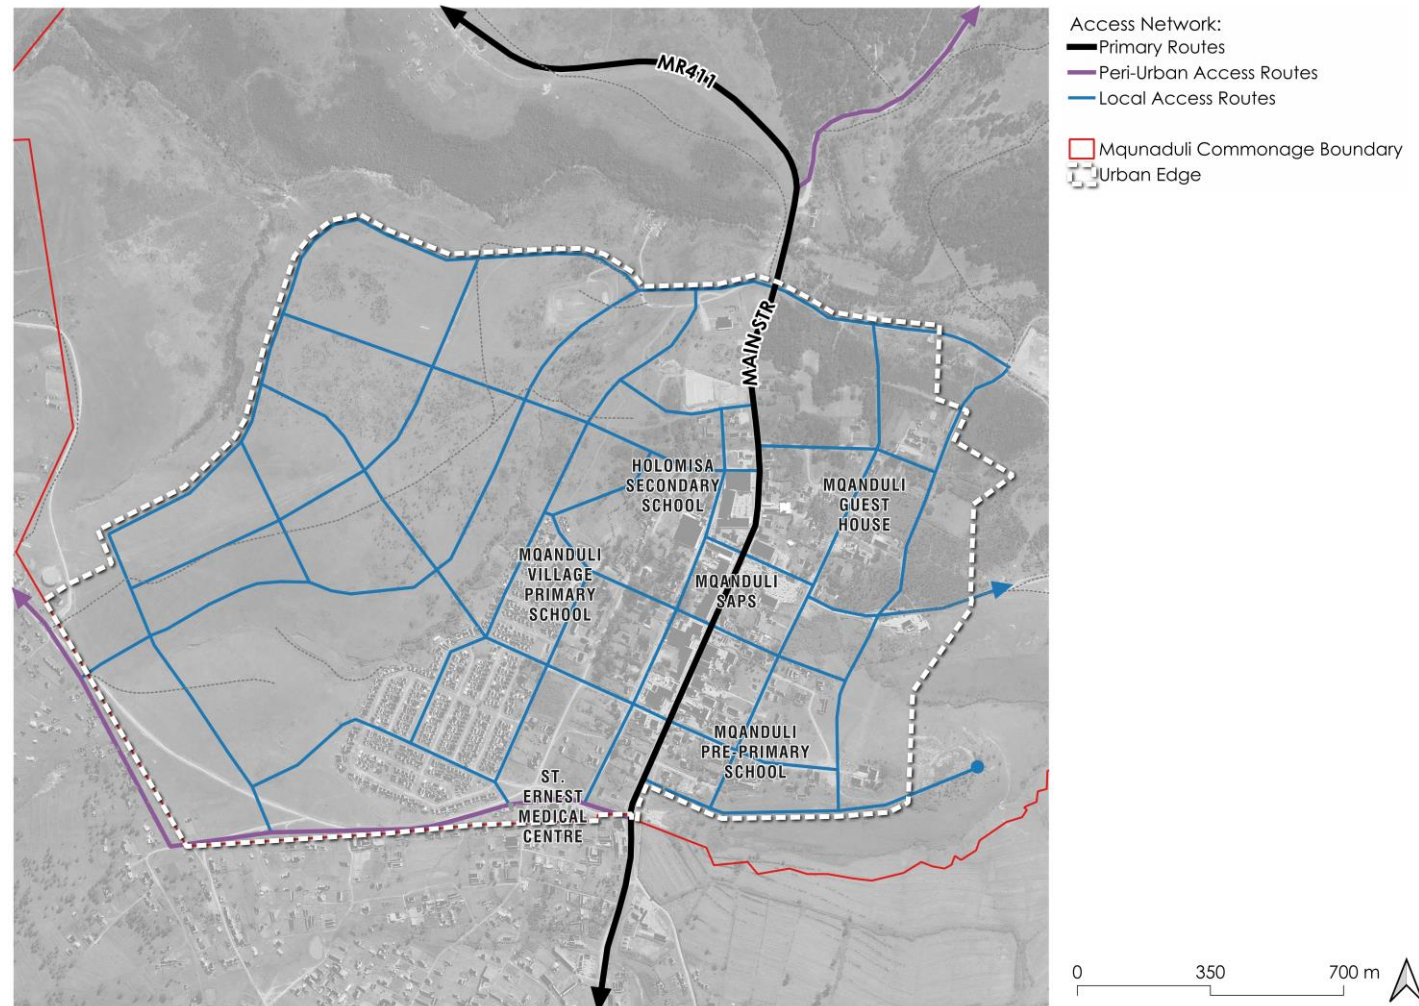 Access Network:
Primary Routes
Peri-Urban Access Routes
Local Access Routes
Mqunaduli Commonage Boundary
Urban Edge
MR411
MAIN STR
HOLOMISA
SECONDARY
SCHOOL
MQANDULI
GUEST
HOUSE
MQANDULI
VILLAGE
PRIMARY
SCHOOL
MQANDULI
SAPS
MQANDULI
PRE-PRIMARY
SCHOOL
ST.
ERNEST
MEDICAL
CENTRE
0 350 700 m